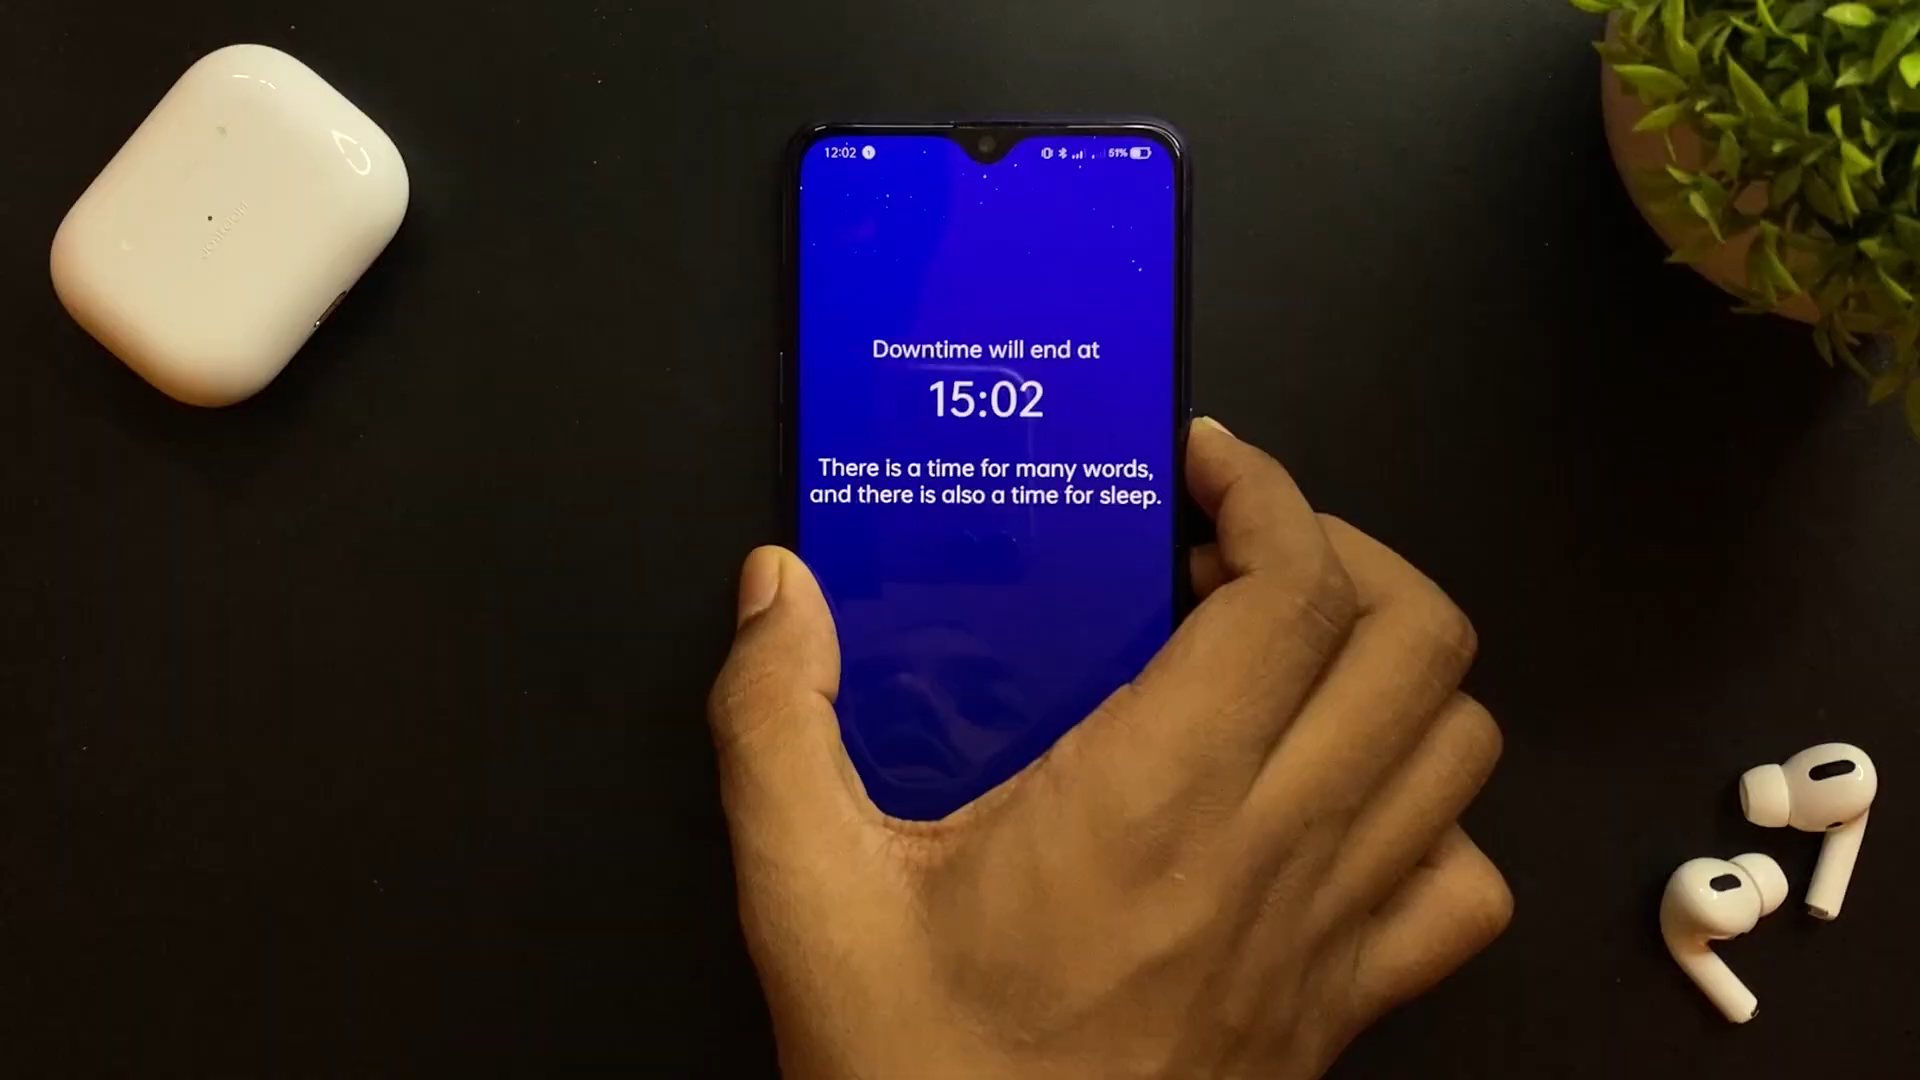 JOYROOM
12:02
51%
Downtime will end at
15:02
There is a time for many words,
and there is also a time for sleep.